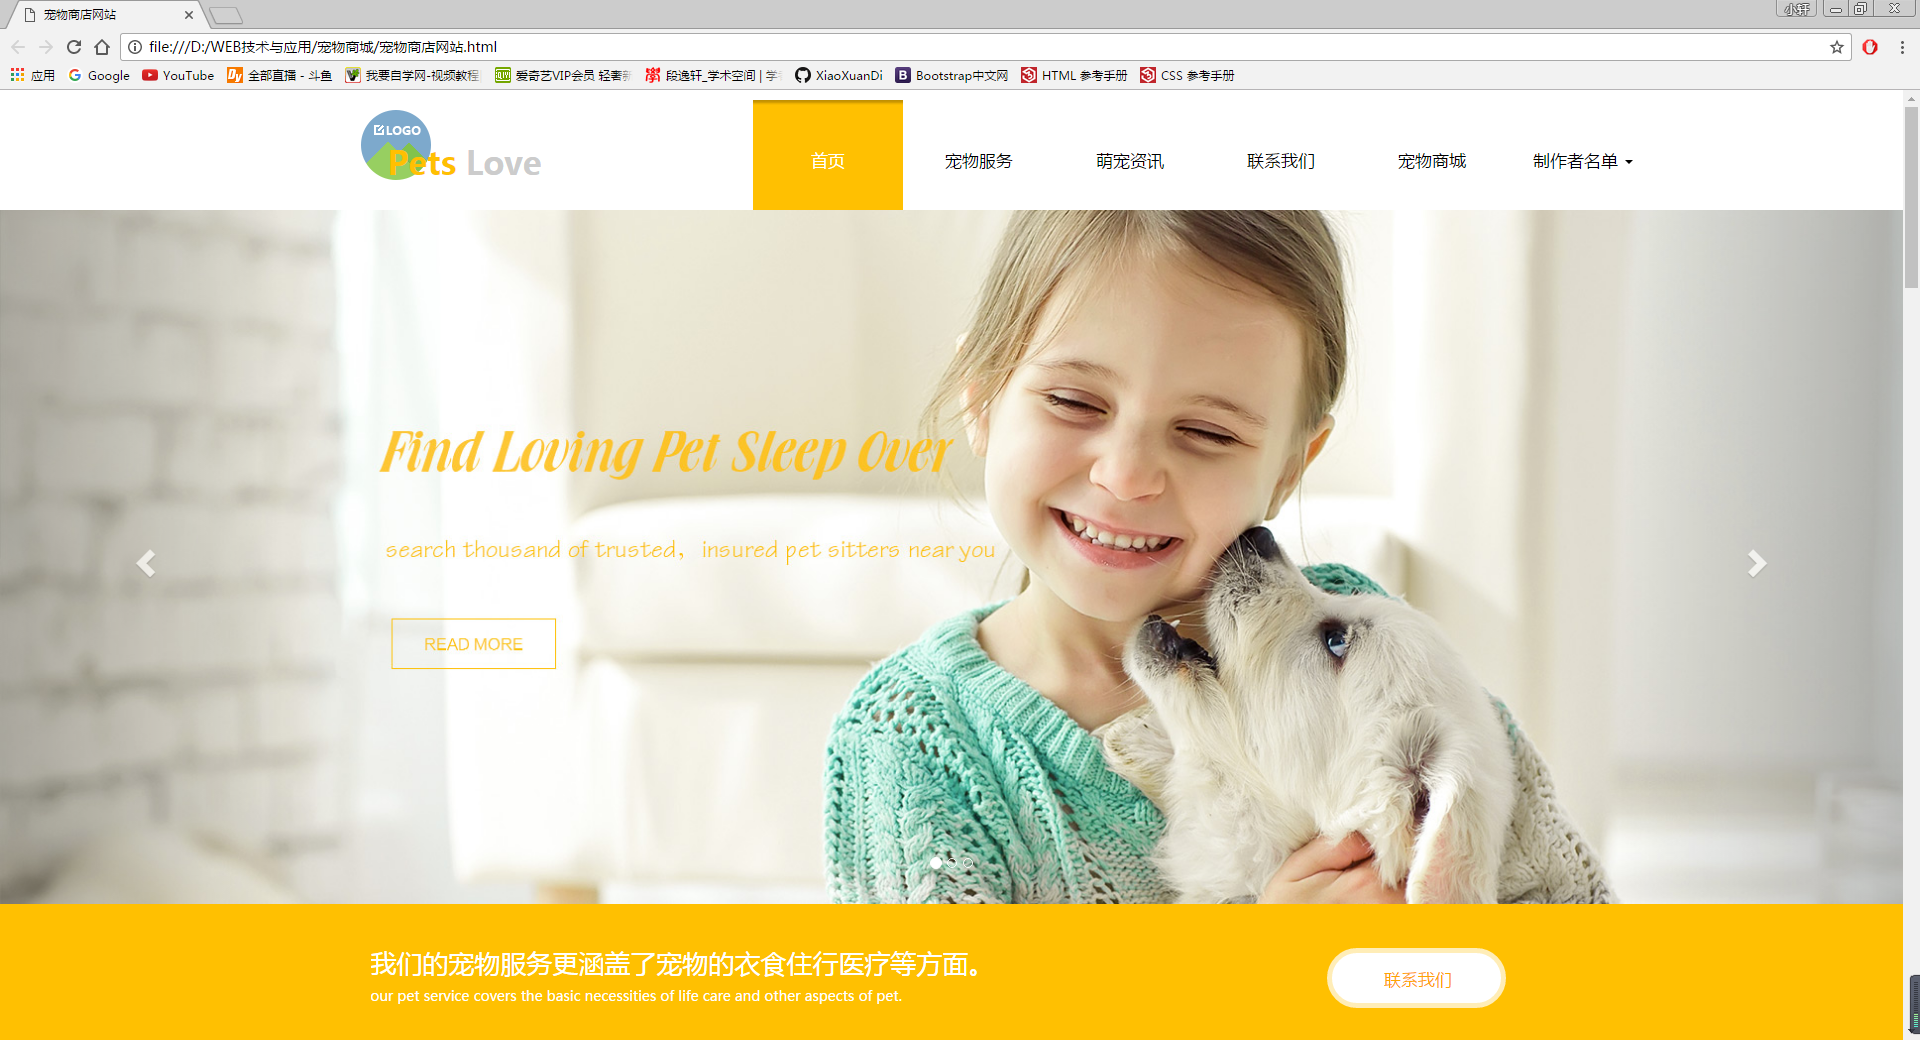 宠物商店网站
小轩
file:///D:/WEB技术与应用/宠物商城/宠物商店网站.html
应用 Google YouTube 全部直播 - 斗鱼 我要自学网-视频教程 爱奇艺VIP会员 轻奢 段逸轩_学术空间 | XiaoXuanDi Bootstrap中文网 HTML 参考手册 CSS 参考手册
LOGO
Pets Love
首页 宠物服务 萌宠资讯 联系我们 宠物商城 制作者名单
Find Loving Pet Sleep Over
search thousand of trusted，insured pet sitters near you
READ MORE
我们的宠物服务更涵盖了宠物的衣食住行医疗等方面。
our pet service covers the basic necessities of life care and other aspects of pet.
联系我们